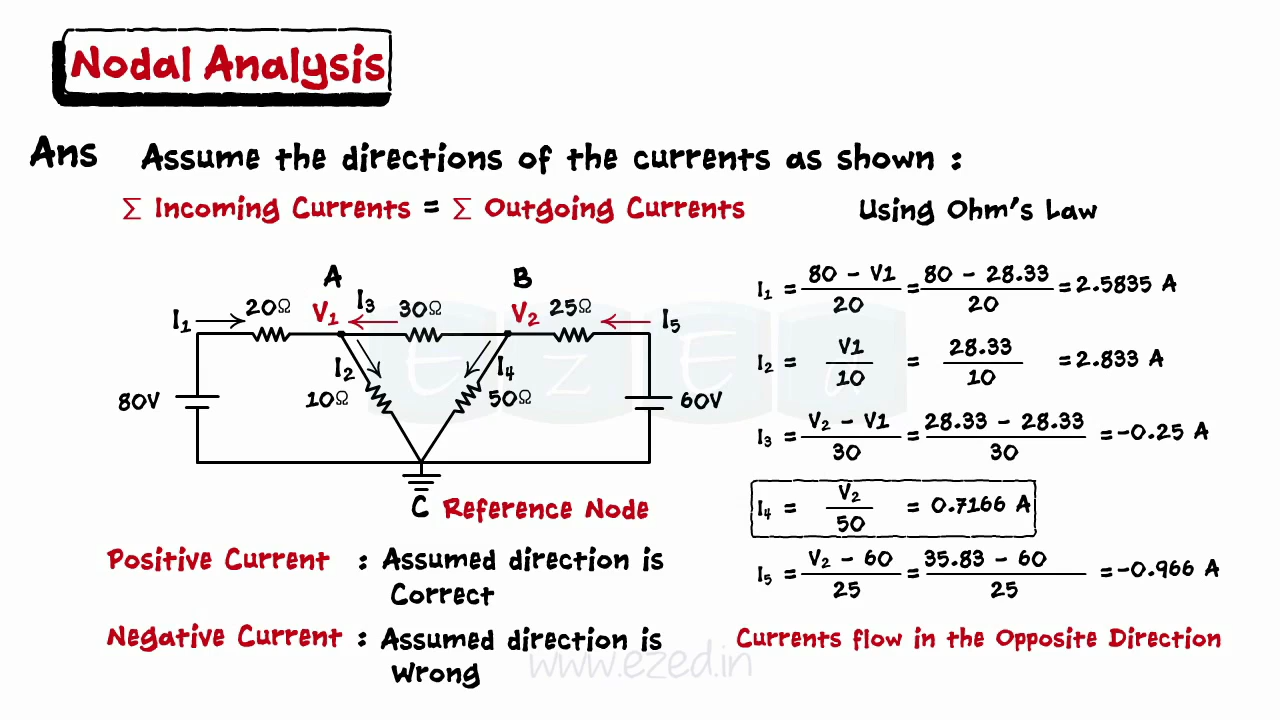 Nodal Analysis
Ans Assume the directions of the currents as shown :
∑ Incoming Currents = ∑ Outgoing Currents
Using Ohm's Law
A
B
I1
20Ω
V1
I3
30Ω
V2
25Ω
I5
I2
10Ω
I4
50Ω
80V
60V
C Reference Node
Positive Current : Assumed direction is
Correct
Negative Current : Assumed direction is
Wrong
I1 = 80 - V1 / 20 = 80 - 28.33 / 20 = 2.5835 A
I2 = V1 / 10 = 28.33 / 10 = 2.833 A
I3 = V2 - V1 / 30 = 28.33 - 28.33 / 30 = -0.25 A
I4 = V2 / 50 = 0.7166 A
I5 = V2 - 60 / 25 = 35.83 - 60 / 25 = -0.966 A
Currents flow in the Opposite Direction
EzEd
www.ezed.in